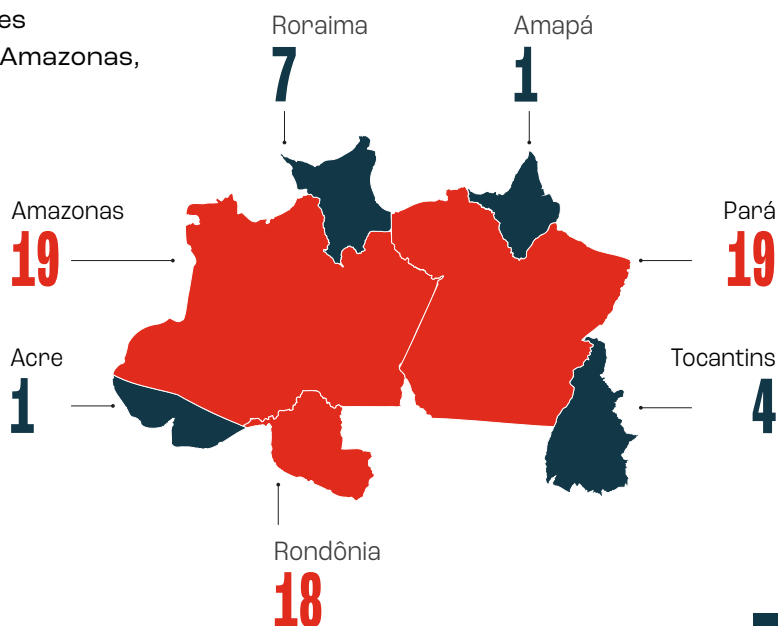 es
Amazonas,
Roraima
7
Amapá
1
Amazonas
19
Pará
19
Acre
1
Tocantins
4
Rondônia
18